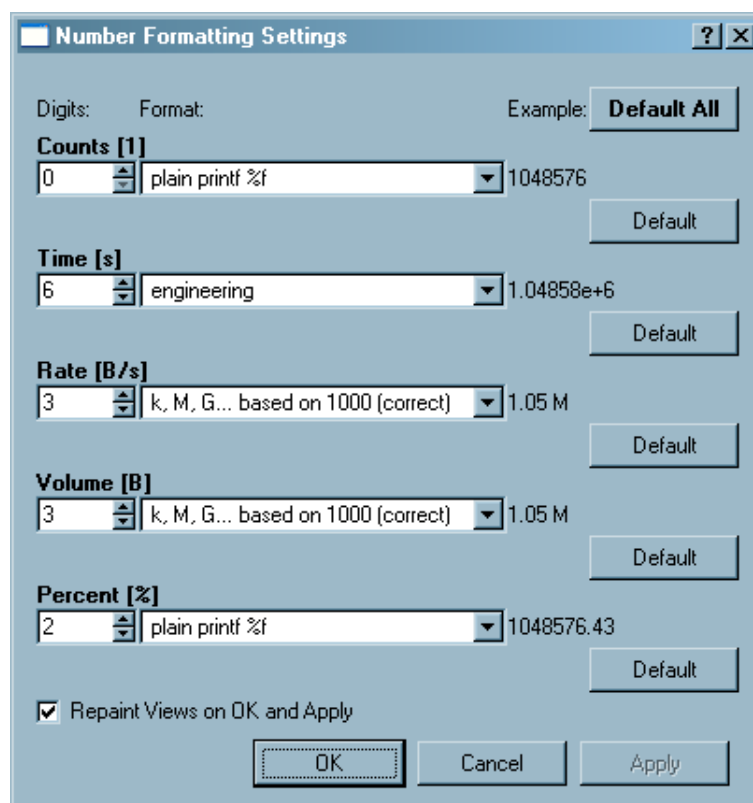 Number Formatting Settings
Digits: Format: Example: Default All
Counts [1]
0 plain printf %f 1048576
Default
Time [s]
6 engineering 1.04858e+6
Default
Rate [B/s]
3 k, M, G... based on 1000 (correct) 1.05 M
Default
Volume [B]
3 k, M, G... based on 1000 (correct) 1.05 M
Default
Percent [%]
2 plain printf %f 1048576.43
Default
Repaint Views on OK and Apply
OK Cancel Apply